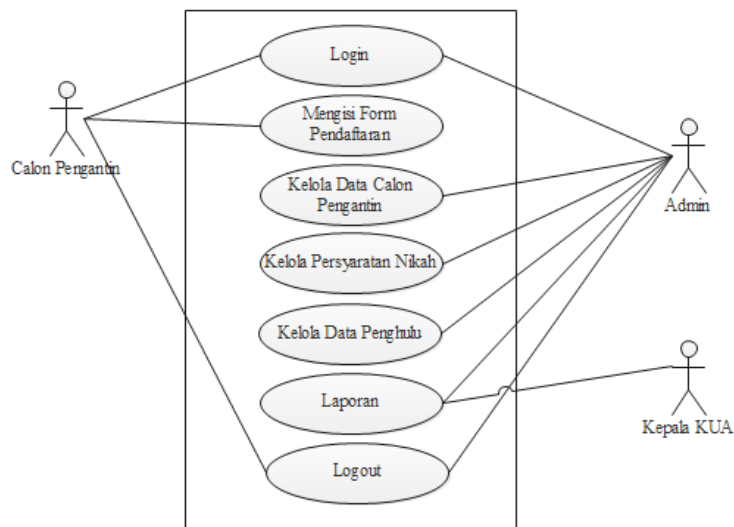 Login
Mengisi Form
Pendaftaran
Calon Pengantin
Kelola Data Calon
Pengantin
Admin
Kelola Persyaratan Nikah
Kelola Data Penghulu
Laporan
Kepala KUA
Logout